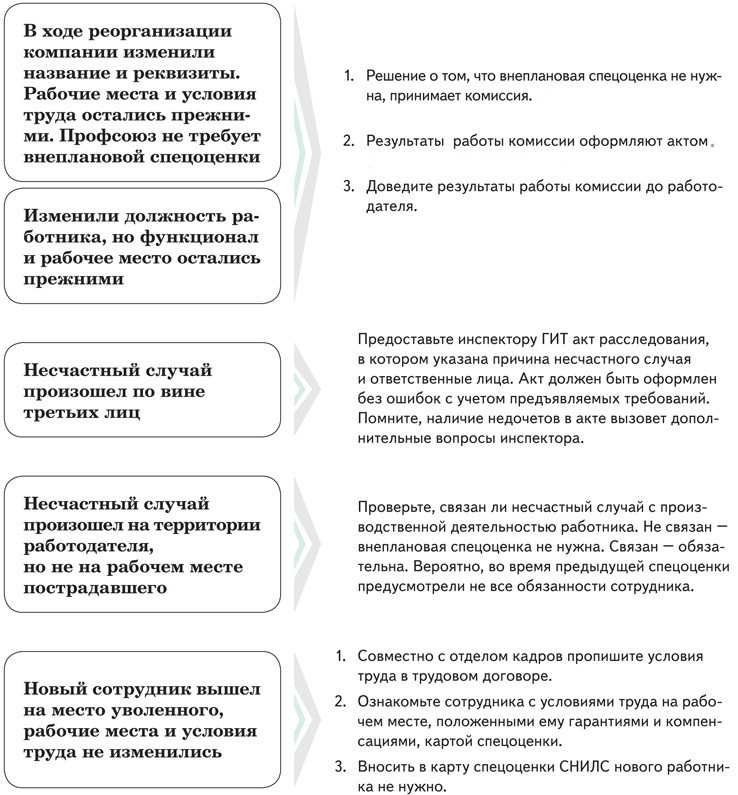 В ходе реорганизации
компании изменили
название и реквизиты.
Рабочие места и условия
труда остались прежни-
ми. Профсоюз не требует
внеплановой спецоценки
Изменили должность ра-
ботника, но функционал
и рабочее место остались
прежними
1. Решение о том, что внеплановая спецоценка не нуж-
на, принимает комиссия.
2. Результаты работы комиссии оформляют актом.
3. Доведите результаты работы комиссии до работо-
дателя.
Несчастный случай
произошел по вине
третьих лиц
Предоставьте инспектору ГИТ акт расследования,
в котором указана причина несчастного случая
и ответственные лица. Акт должен быть оформлен
без ошибок с учетом предъявляемых требований.
Помните, наличие недочетов в акте вызовет допол-
нительные вопросы инспектора.
Несчастный случай
произошел на территории
работодателя,
но не на рабочем месте
пострадавшего
Проверьте, связан ли несчастный случай с произ-
водственной деятельностью работника. Не связан —
внеплановая спецоценка не нужна. Связан — обяза-
тельна. Вероятно, во время предыдущей спецоценки
предусмотрели не все обязанности сотрудника.
Новый сотрудник вышел
на место уволенного,
рабочие места и условия
труда не изменились
1. Совместно с отделом кадров пропишите условия
труда в трудовом договоре.
2. Ознакомьте сотрудника с условиями труда на рабо-
чем месте, положенными ему гарантиями и компен-
сациями, картой спецоценки.
3. Вносить в карту спецоценки СНИЛС нового работни-
ка не нужно.